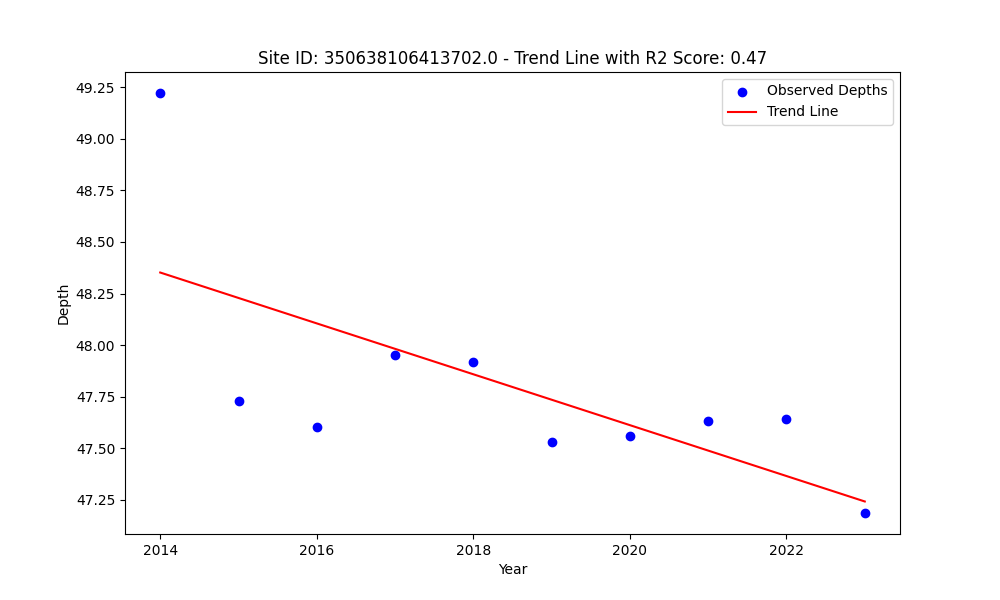 Site ID: 350638106413702.0 - Trend Line with R2 Score: 0.47
Observed Depths
Trend Line
49.25
49.00
48.75
48.50
48.25
48.00
47.75
47.50
47.25
Depth
2014
2016
2018
2020
2022
Year